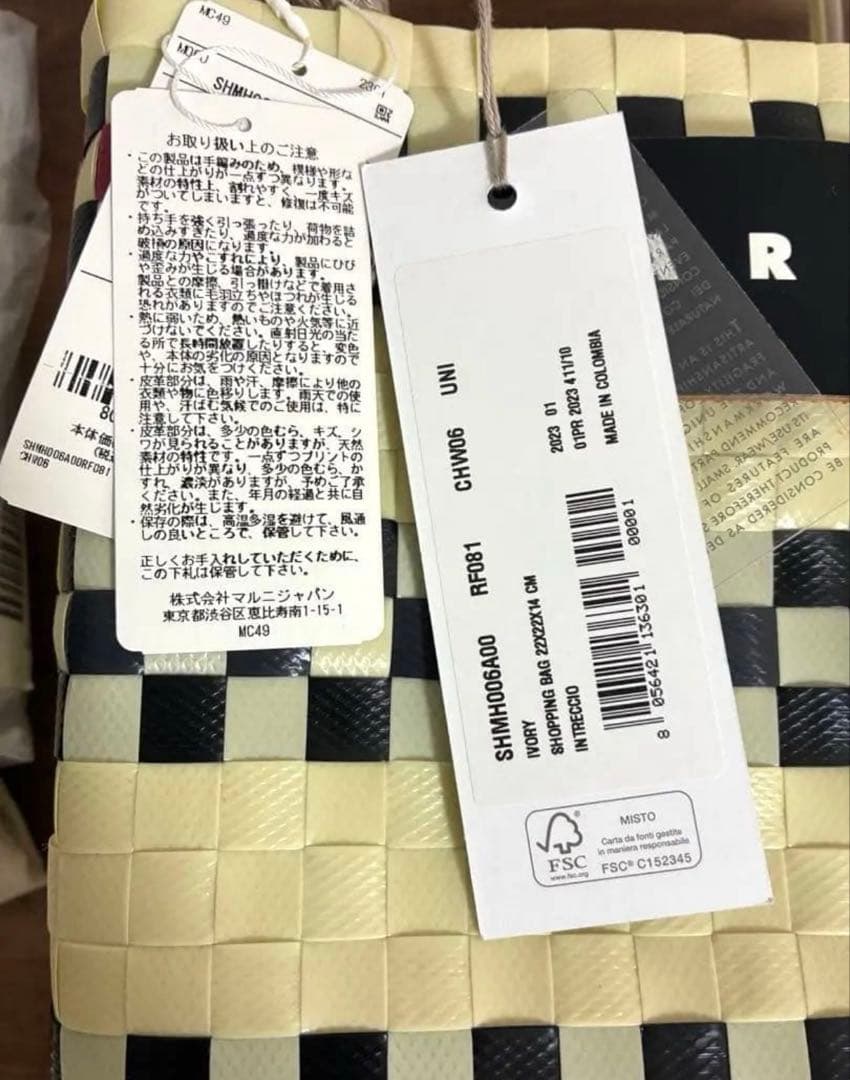 MC49
SHMH0
お取り扱い上のご注意
・この製品は手編みのため、模様や形な
どの仕上がりが一点ずつ異なります。
素材の特性上、割れやすく、一度キズ
がついてしまいますと、修復は不可能
です。
・持ち手を強く引っ張ったり、荷物を詰
め込みすぎたり、過度な力が加わると
破損の原因になります。
・過度な力やこすれにより、製品にひび
や歪みが生じる場合があります。
製品との摩擦、引っ掛けなどで着用さ
れる衣類に毛羽立ちやほつれが生じる
恐れがありますのでご注意ください。
・熱に弱いため、熱いものや火気等に近
づけないでください。直射日光の当た
る所で長時間放置したりすると、変色
や、本体の劣化の原因となりますので
十分にお気をつけください。
・皮革部分は、雨や汗、摩擦により他の
衣類や物に色移りします。雨天での使
用や、汗ばむ気候でのご使用は、特に
注意して下さい。
・皮革部分は、多少の色むら、キズ、シ
ワが見られることがありますが、天然
素材の特性です。一点ずつプリントの
仕上がりが異なり、多少の色むら、か
すれ、濃淡がありますが、予めご了承
ください。また、年月の経過と共に自
然劣化が生じます。
・保存の際は、高温多湿を避けて、風通
しの良いところで、保管して下さい。
正しくお手入れしていただくために、
この下札は保管して下さい。
株式会社マルニジャパン
東京都渋谷区恵比寿南1-15-1
MC49
80
本体価
(税
SHMH006A00RF081
CHW06
SHMH006A00 RF081 CHW06 UNI
IVORY
SHOPPING BAG 22X22X14 CM
INTRECCIO
2023 01
01PR 2023 411/10
MADE IN COLOMBIA
00001
8 056421 136301
FSC®
www.fsc.org
MISTO
Carta da fonti gestite
in maniera responsabile
FSC® C152345
R